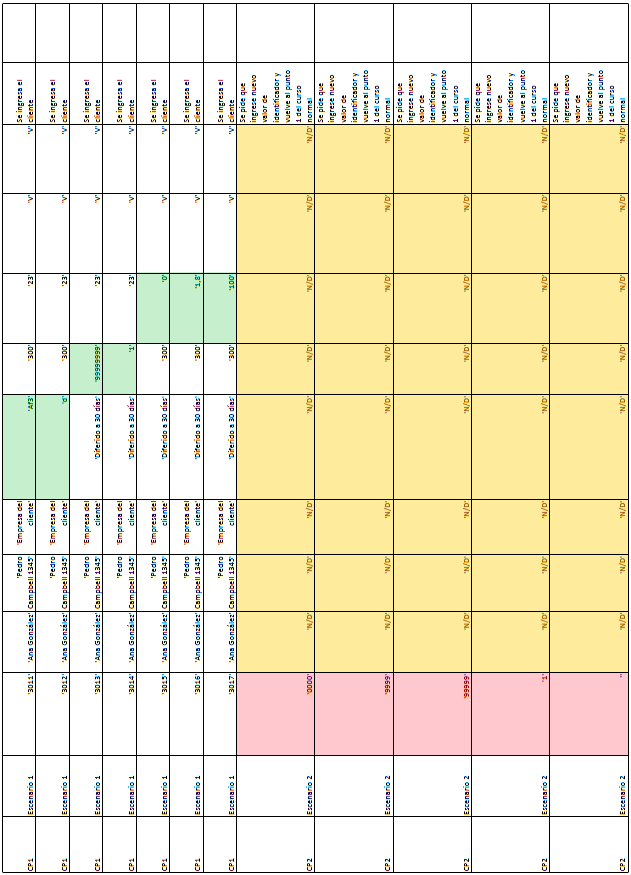 CP1 Escenario 1 '3011' 'Ana González' 'Pedro Campbell 1345' 'Empresa del cliente' 'Af3' '300' '23' 'V' 'V' Se ingresa el cliente
CP1 Escenario 1 '3012' 'Ana González' 'Pedro Campbell 1345' 'Empresa del cliente' 'd' '300' '23' 'V' 'V' Se ingresa el cliente
CP1 Escenario 1 '3013' 'Ana González' 'Pedro Campbell 1345' 'Empresa del cliente' 'Diferido a 30 días' '99999999' '23' 'V' 'V' Se ingresa el cliente
CP1 Escenario 1 '3014' 'Ana González' 'Pedro Campbell 1345' 'Empresa del cliente' 'Diferido a 30 días' '1' '23' 'V' 'V' Se ingresa el cliente
CP1 Escenario 1 '3015' 'Ana González' 'Pedro Campbell 1345' 'Empresa del cliente' 'Diferido a 30 días' '300' '0' 'V' 'V' Se ingresa el cliente
CP1 Escenario 1 '3016' 'Ana González' 'Pedro Campbell 1345' 'Empresa del cliente' 'Diferido a 30 días' '300' '1,8' 'V' 'V' Se ingresa el cliente
CP1 Escenario 1 '3017' 'Ana González' 'Pedro Campbell 1345' 'Empresa del cliente' 'Diferido a 30 días' '300' '100' 'V' 'V' Se ingresa el cliente
CP2 Escenario 2 '0000' 'N/D' 'N/D' 'N/D' 'N/D' 'N/D' 'N/D' 'N/D' 'N/D' Se pide que ingrese nuevo valor de identificador y vuelve al punto 1 del curso normal
CP2 Escenario 2 '9999' 'N/D' 'N/D' 'N/D' 'N/D' 'N/D' 'N/D' 'N/D' 'N/D' Se pide que ingrese nuevo valor de identificador y vuelve al punto 1 del curso normal
CP2 Escenario 2 '99999' 'N/D' 'N/D' 'N/D' 'N/D' 'N/D' 'N/D' 'N/D' 'N/D' Se pide que ingrese nuevo valor de identificador y vuelve al punto 1 del curso normal
CP2 Escenario 2 '1' 'N/D' 'N/D' 'N/D' 'N/D' 'N/D' 'N/D' 'N/D' 'N/D' Se pide que ingrese nuevo valor de identificador y vuelve al punto 1 del curso normal
CP2 Escenario 2 '' 'N/D' 'N/D' 'N/D' 'N/D' 'N/D' 'N/D' 'N/D' 'N/D' Se pide que ingrese nuevo valor de identificador y vuelve al punto 1 del curso normal